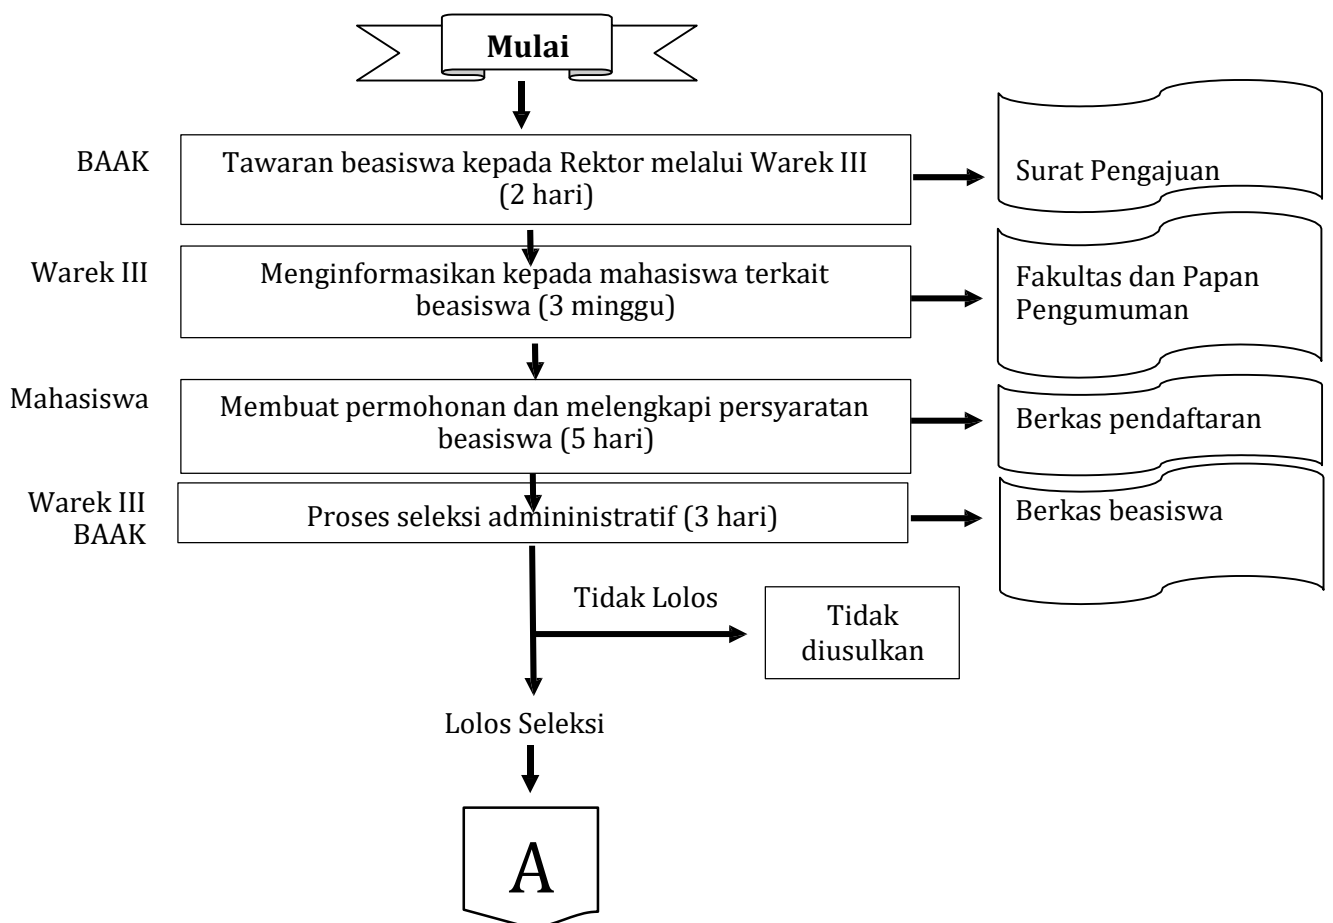 Mulai
BAAK
Tawaran beasiswa kepada Rektor melalui Warek III
(2 hari)
Surat Pengajuan
Warek III
Menginformasikan kepada mahasiswa terkait
beasiswa (3 minggu)
Fakultas dan Papan
Pengumuman
Mahasiswa
Membuat permohonan dan melengkapi persyaratan
beasiswa (5 hari)
Berkas pendaftaran
Warek III
BAAK
Proses seleksi admininistratif (3 hari)
Berkas beasiswa
Tidak Lolos
Tidak
diusulkan
Lolos Seleksi
A